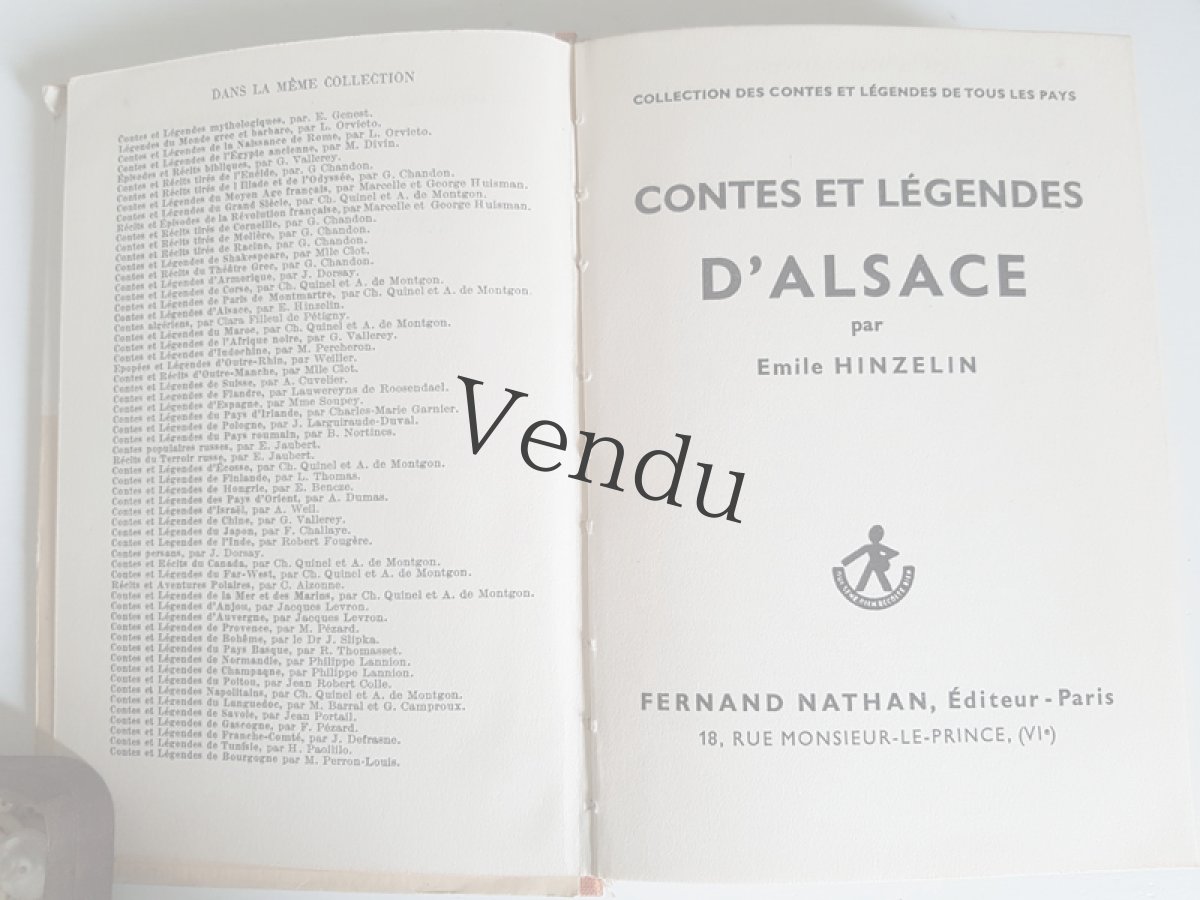 DANS LA MÊME COLLECTION
Contes et Légendes mythologiques, par. E. Genest.
Légendes du Monde grec et barbare, par L. Orvieto.
Contes et Légendes de la Naissance de Rome, par L. Orvieto.
Contes et Légendes de l'Égypte ancienne, par M. Divin.
Épisodes et Récits bibliques, par G. Vallerey.
Contes et Récits tirés de l'Enéide, par. G Chandon.
Contes et Récits tirés de l'Iliade et de l'Odyssée, par G. Chandon.
Contes et Légendes du Moyen Age français, par Marcelle et George Huisman.
Contes et Légendes du Grand Siècle, par Ch. Quinel et A. de Montgon.
Récits et Épisodes de la Révolution française, par Marcelle et George Huisman.
Contes et Récits tirés de Corneille, par G. Chandon.
Contes et Récits tirés de Molière, par G. Chandon.
Contes et Récits tirés de Racine, par G. Chandon.
Contes et Légendes de Shakespeare, par Mlle Clot.
Contes et Récits du Théâtre Grec, par G. Chandon.
Contes et Légendes d'Armorique, par J. Dorsay.
Contes et Légendes de Corse, par Ch. Quinel et A. de Montgon.
Contes et Légendes de Paris de Montmartre, par Ch. Quinel et A. de Montgon.
Contes et Légendes d'Alsace, par E. Hinzelin.
Contes algériens, par Clara Filleul de Pétigny.
Contes et Légendes du Maroc, par Ch. Quinel et A. de Montgon.
Contes et Légendes de l'Afrique noire, par G. Vallerey.
Contes et Légendes d'Indochine, par M. Percheron.
Epopées et Légendes d'Outre-Rhin, par Weiller.
Contes et Récits d'Outre-Manche, par Mlle Clot.
Contes et Légendes de Suisse, par A. Cuvelier.
Contes et Légendes de Flandre, par Lauwereyns de Roosendael.
Contes et Légendes d'Espagne, par Mme Soupey.
Contes et Légendes du Pays d'Irlande, par Charles-Marie Garnier.
Contes et Légendes de Pologne, par J. Larguiraude-Duval.
Contes et Légendes du Pays roumain, par B. Nortines.
Contes populaires russes, par E. Jaubert.
Récits du Terroir russe, par E. Jaubert.
Contes et Légendes d'Écosse, par Ch. Quinel et A. de Montgon.
Contes et Légendes de Finlande, par L. Thomas.
Contes et Légendes de Hongrie, par E. Bencze.
Contes et Légendes des Pays d'Orient, par A. Dumas.
Contes et Légendes d'Israël, par A. Weil.
Contes et Légendes de Chine, par G. Vallerey.
Contes et Légendes du Japon, par F. Challaye.
Contes et Légendes de l'Inde, par Robert Fougère.
Contes persans, par J. Dorsay.
Contes et Récits du Canada, par Ch. Quinel et A. de Montgon.
Contes et Légendes du Far-West, par Ch. Quinel et A. de Montgon.
Récits et Aventures Polaires, par C. Alzonne.
Contes et Légendes de la Mer et des Marins, par Ch. Quinel et A. de Montgon.
Contes et Légendes d'Anjou, par Jacques Levron.
Contes et Légendes d'Auvergne, par Jacques Levron.
Contes et Légendes de Provence, par M. Pézard.
Contes et Légendes de Bohême, par le Dr J. Slipka.
Contes et Légendes du Pays Basque, par R. Thomasset.
Contes et Légendes de Normandie, par Philippe Lannion.
Contes et Légendes de Champagne, par Philippe Lannion.
Contes et Légendes du Poitou, par Jean Robert Colle.
Contes et Légendes Napolitains, par Ch. Quinel et A. de Montgon.
Contes et Légendes du Languedoc, par M. Barral et G. Camproux.
Contes et Légendes de Savoie, par Jean Portail.
Contes et Légendes de Gascogne, par F. Pézard.
Contes et Légendes de Franche-Comté, par J. Defrasne.
Contes et Légendes de Tunisie, par H. Paolillo.
Contes et Légendes de Bourgogne par M. Perron-Louis.
COLLECTION DES CONTES ET LÉGENDES DE TOUS LES PAYS
CONTES ET LÉGENDES
D'ALSACE
par
Emile HINZELIN
Vendu
FERNAND NATHAN, Éditeur - Paris
18, RUE MONSIEUR-LE-PRINCE, (VIe)